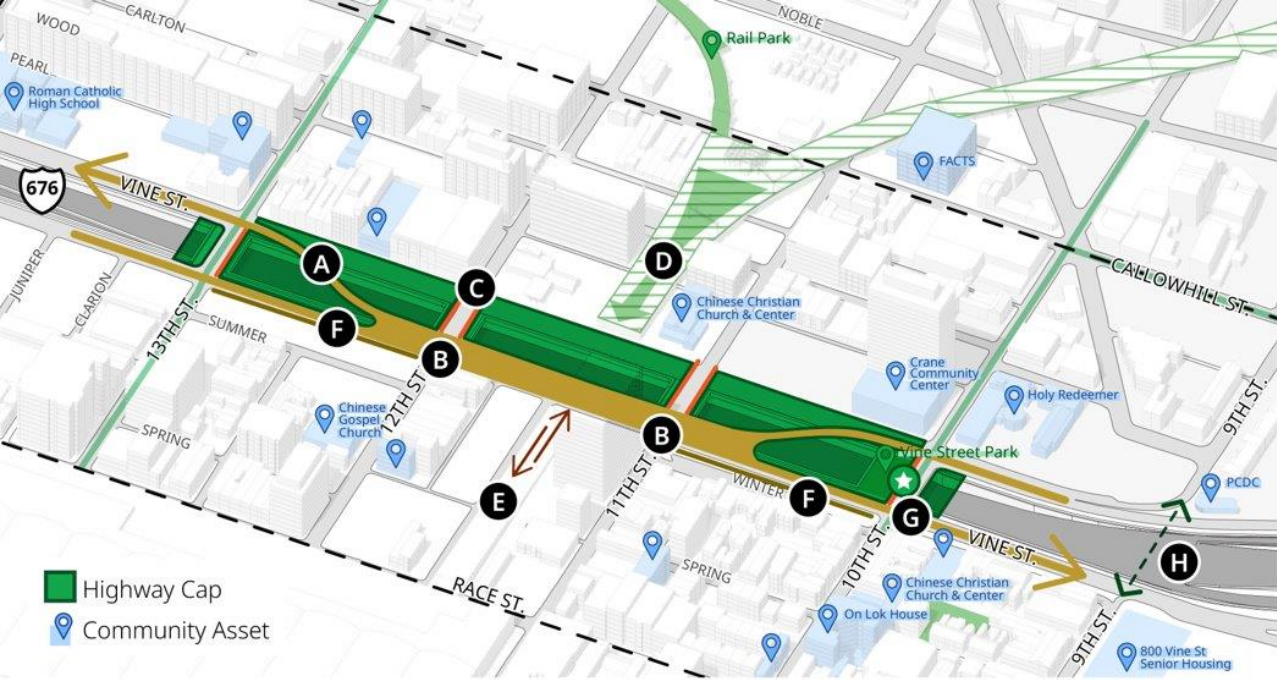 CARLTON
NOBLE
WOOD
Rail Park
PEARL
Roman Catholic
High School
FACTS
676
VINE ST.
A
D
C
CALLOWHILL ST.
JUNIPER
CLARION
13TH ST.
SUMMER
F
B
12TH ST.
Chinese Christian
Church & Center
Crane
Community
Center
Holy Redeemer
9TH ST.
Chinese
Gospel
Church
SPRING
E
B
11TH ST.
Vine Street Park
WINTER
F
G
PCDC
10TH ST.
VINE ST.
H
SPRING
RACE ST.
Chinese Christian
Church & Center
On Lok House
9TH ST.
800 Vine St
Senior Housing
Highway Cap
Community Asset